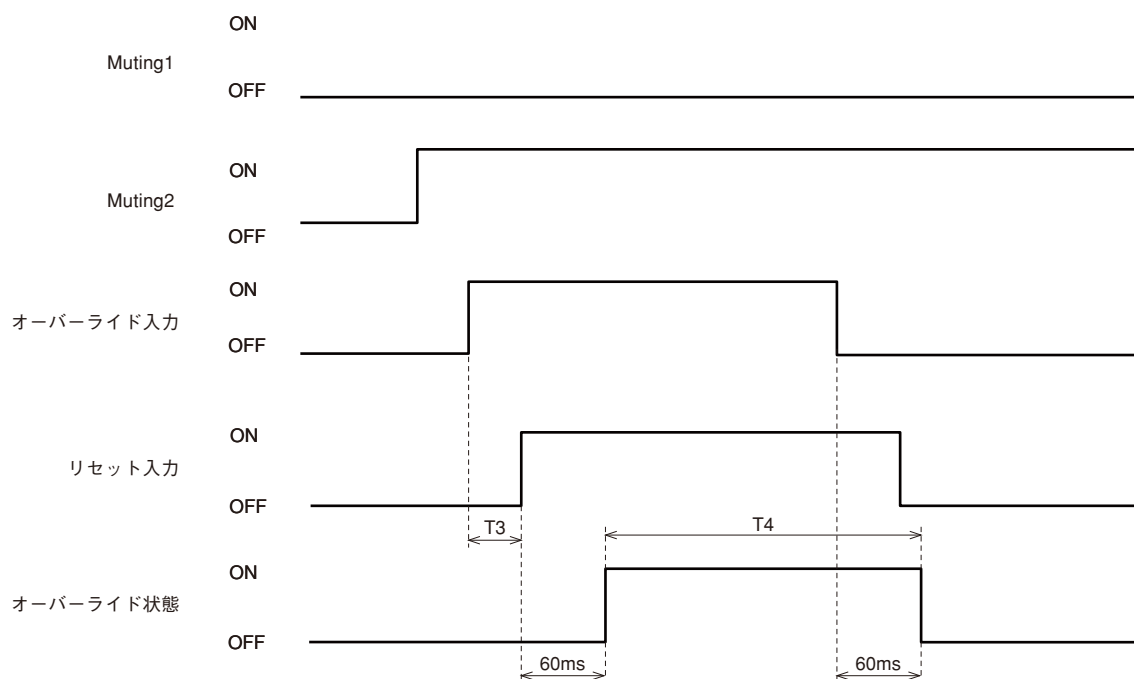 ON
Muting1
OFF
ON
Muting2
OFF
ON
オーバーライド入力
OFF
ON
リセット入力
OFF
T3
T4
ON
オーバーライド状態
OFF
60ms
60ms